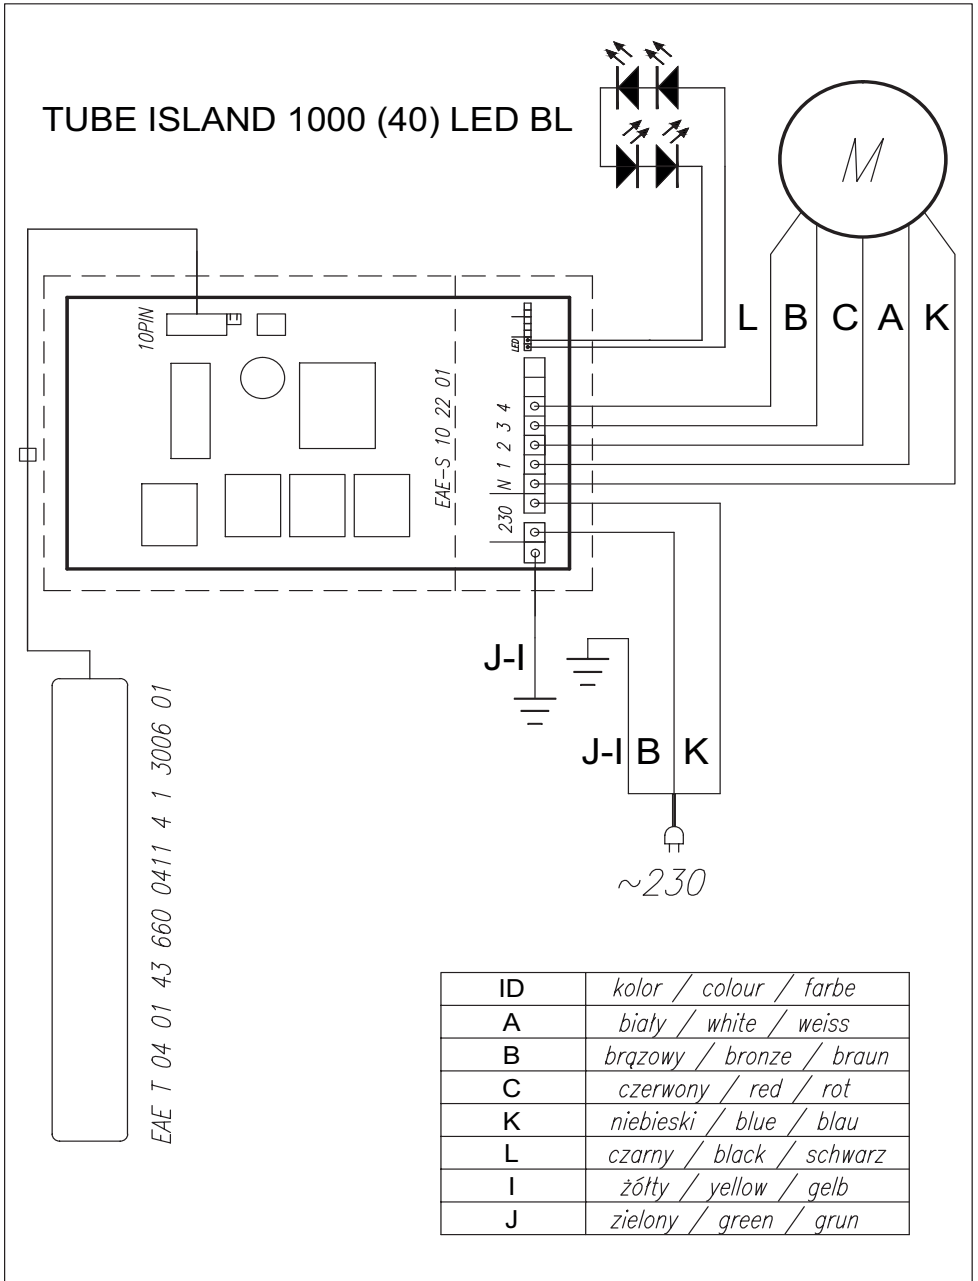 TUBE ISLAND 1000 (40) LED BL
M
L B C A K
10PIN
LED
EAE-S 10 22 01
230 N 1 2 3 4
J-I
J-I B K
~230
EAE T 04 01 43 660 0411 4 1 3006 01
ID kolor / colour / farbe
A biały / white / weiss
B brązowy / bronze / braun
C czerwony / red / rot
K niebieski / blue / blau
L czarny / black / schwarz
I żółty / yellow / gelb
J zielony / green / grun